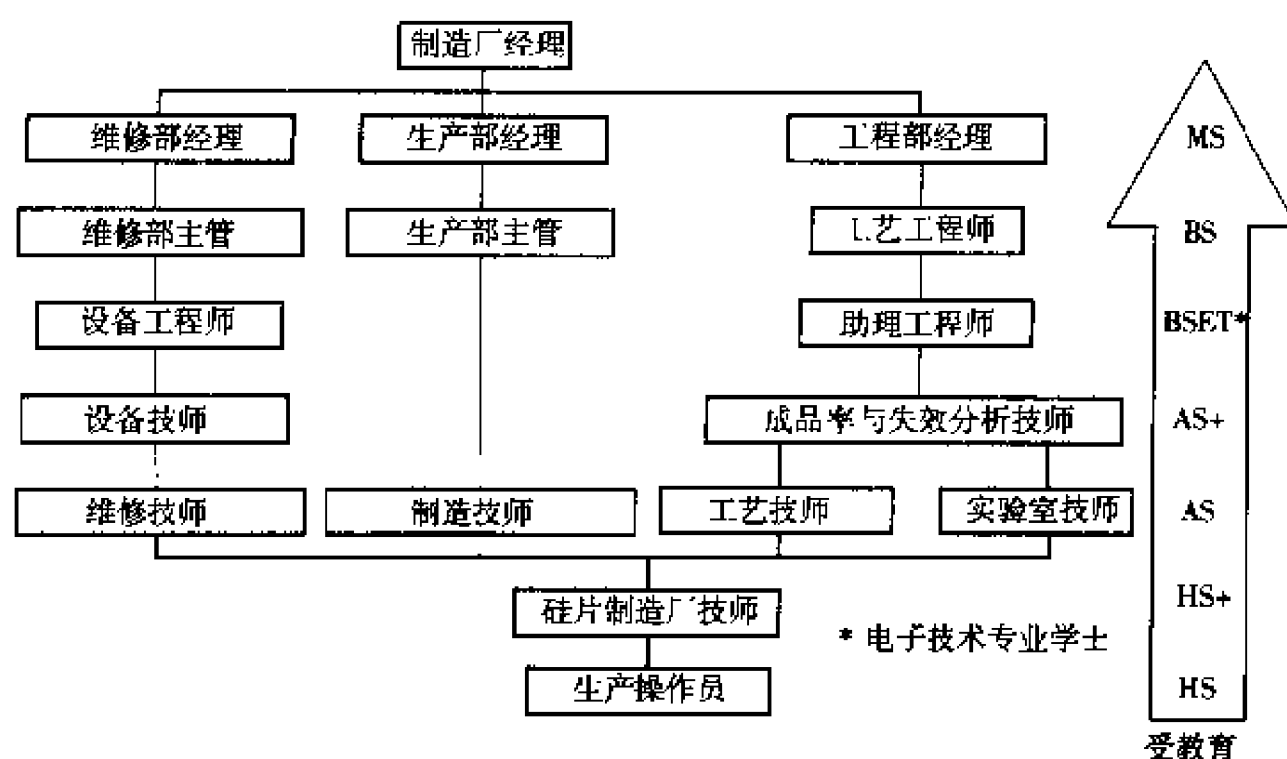 制造厂经理
维修部经理 生产部经理 工程部经理 MS
维修部主管 生产部主管 工艺工程师 BS
设备工程师 助理工程师 BSET*
设备技师 成品率与失效分析技师 AS+
维修技师 制造技师 工艺技师 实验室技师 AS
硅片制造厂技师 HS+
* 电子技术专业学士
生产操作员 HS
受教育